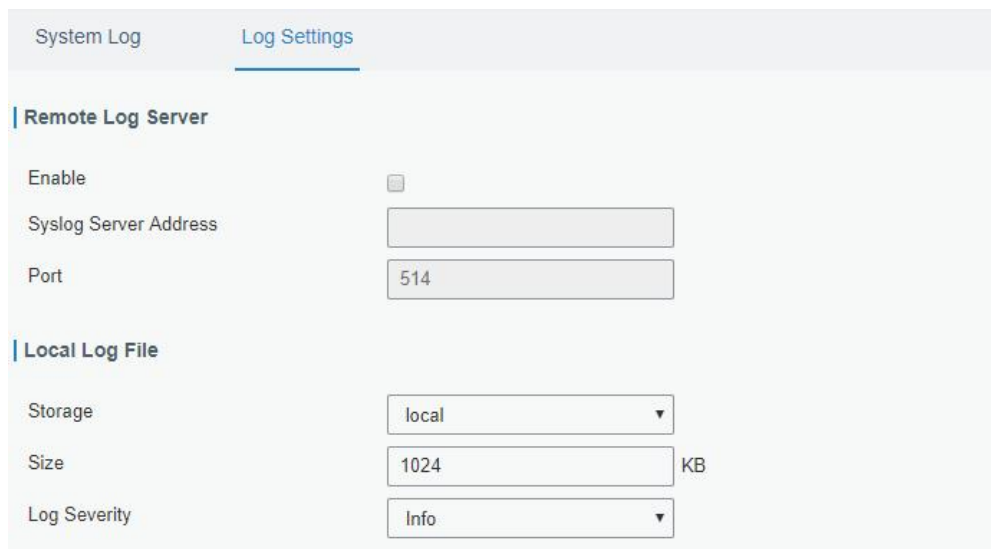 System Log Log Settings
Remote Log Server
Enable
Syslog Server Address
Port 514
Local Log File
Storage local
Size 1024 KB
Log Severity Info